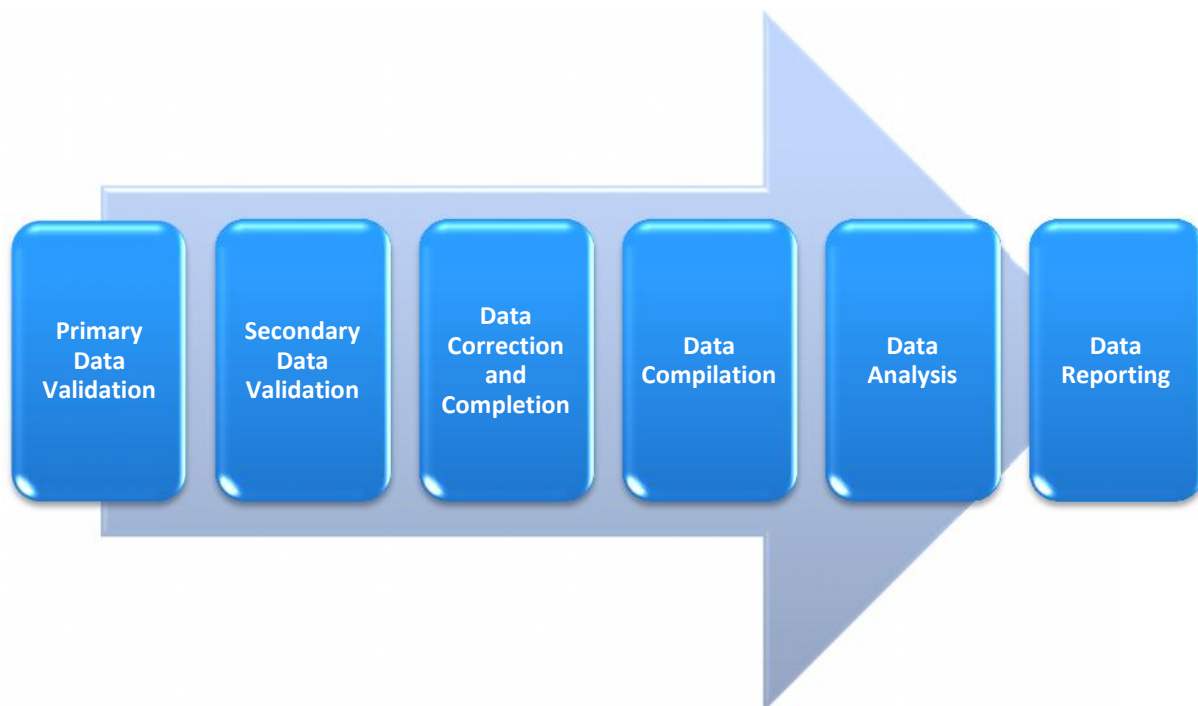 Primary
Data
Validation
Secondary
Data
Validation
Data
Correction
and
Completion
Data
Compilation
Data
Analysis
Data
Reporting